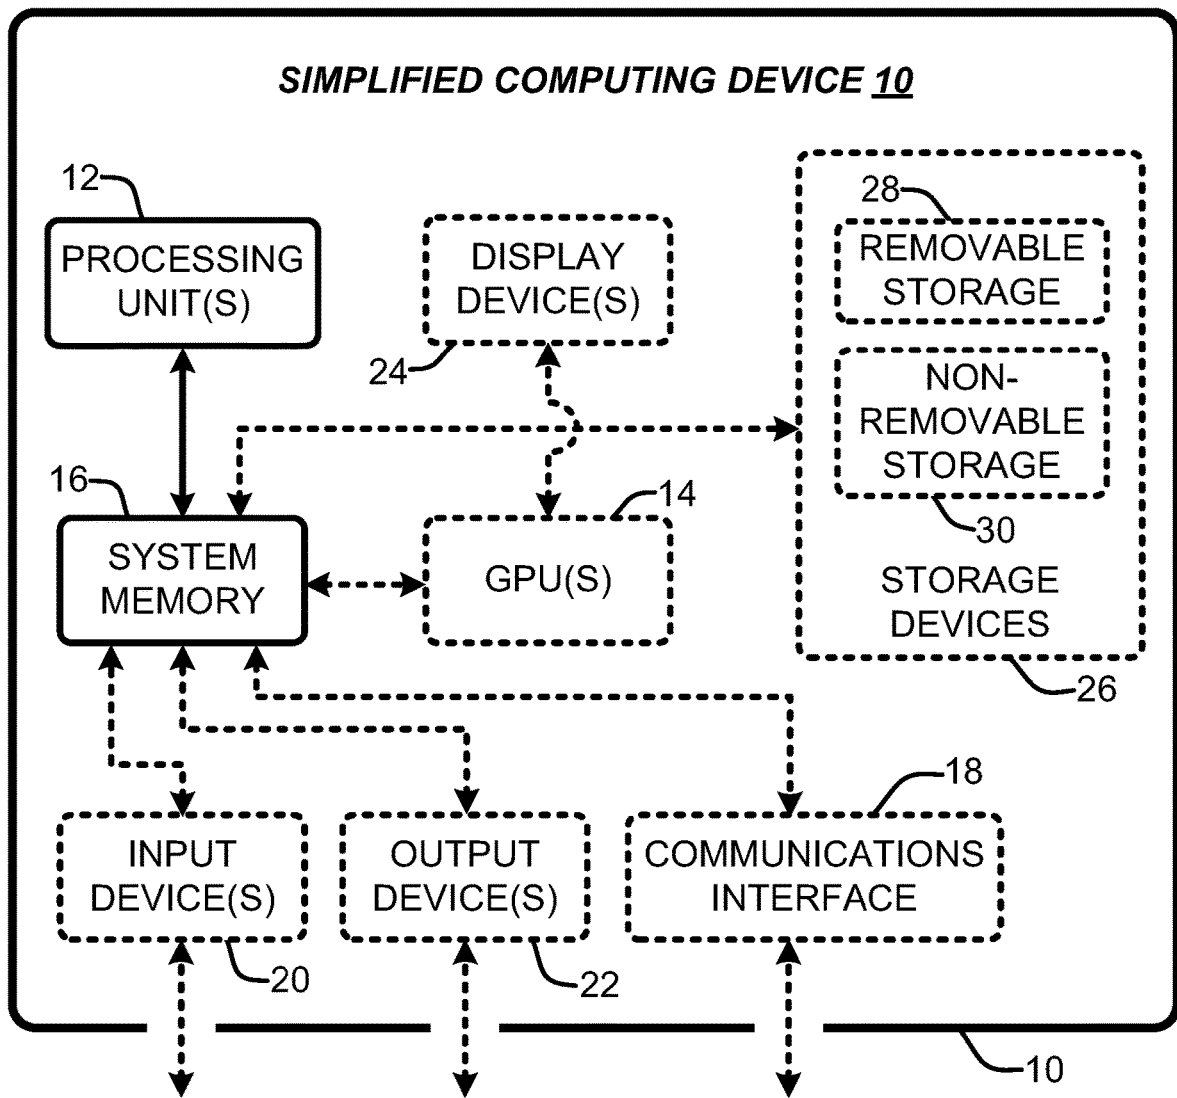 SIMPLIFIED COMPUTING DEVICE 10
12
PROCESSING
UNIT(S)
DISPLAY
DEVICE(S)
24
28
REMOVABLE
STORAGE
NON-
REMOVABLE
STORAGE
30
STORAGE
DEVICES
26
16
SYSTEM
MEMORY
14
GPU(S)
INPUT
DEVICE(S)
20
OUTPUT
DEVICE(S)
22
18
COMMUNICATIONS
INTERFACE
10